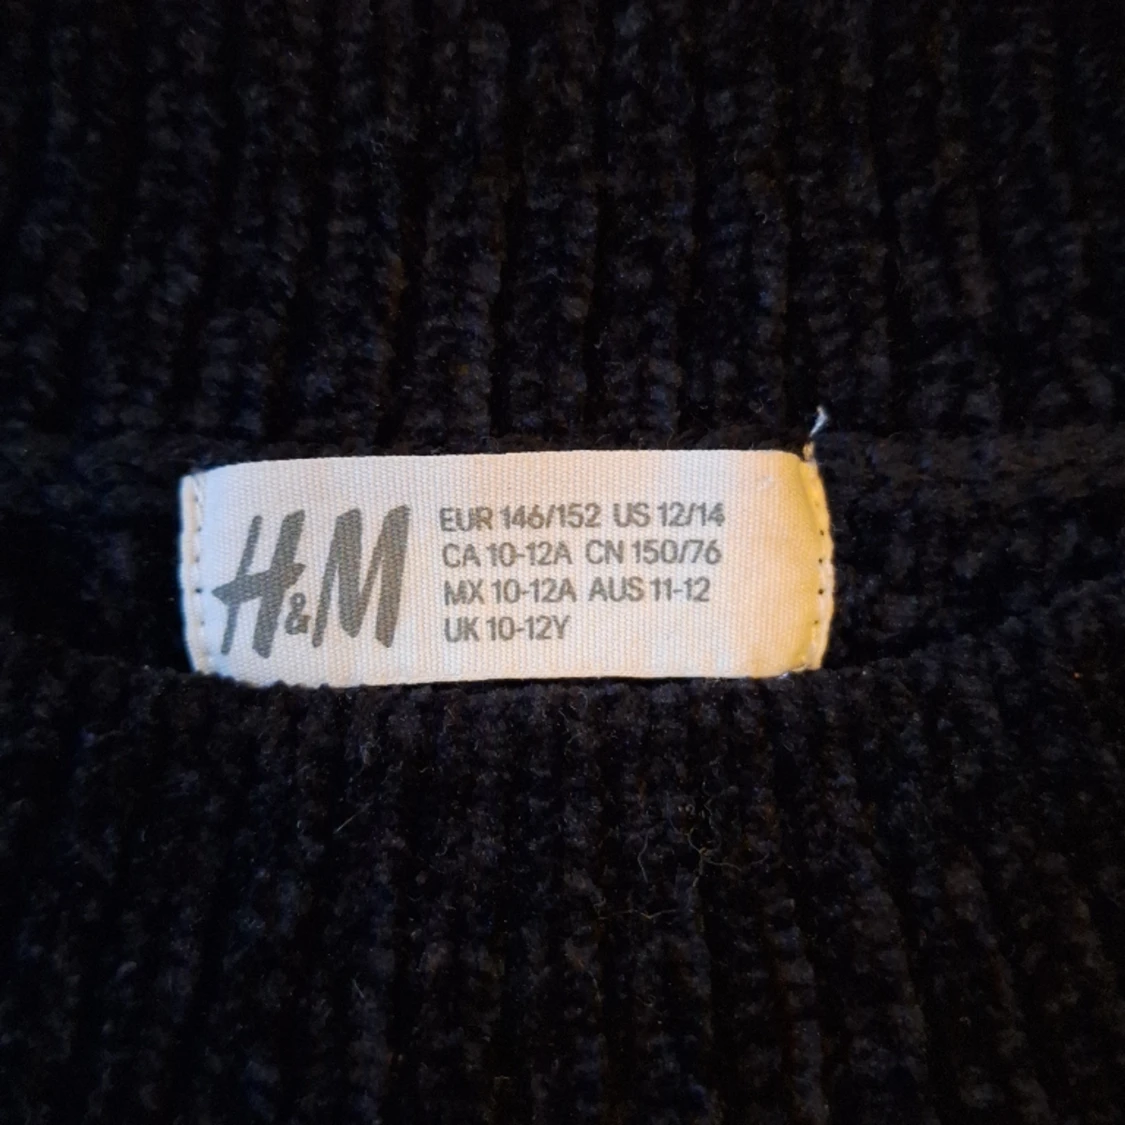 H&M
EUR 146/152 US 12/14
CA 10-12A CN 150/76
MX 10-12A AUS 11-12
UK 10-12Y